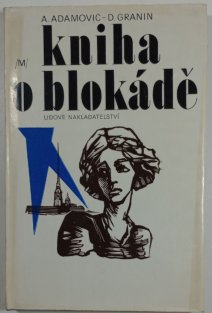 A. ADAMOVIČ-D. GRANIN
kniha
/M/
o blokádě
LIDOVÉ NAKLADATELSTVÍ